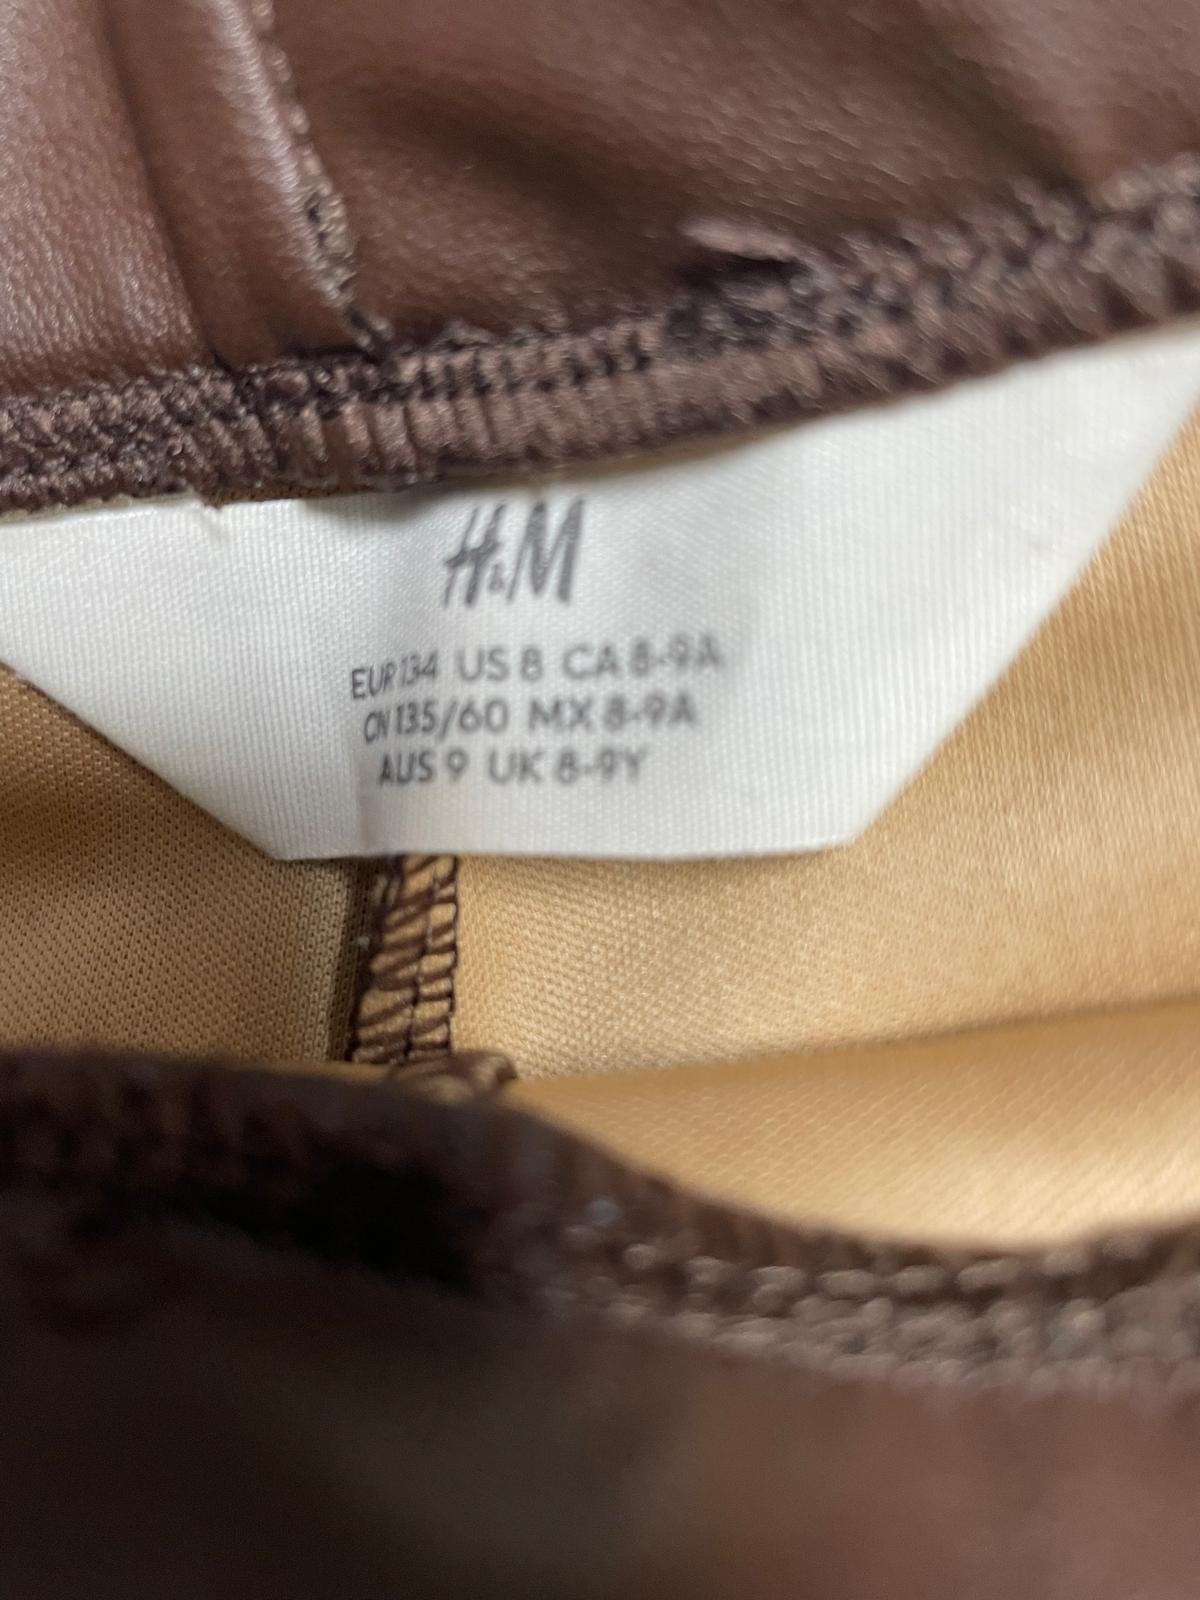 H&M
EUR 134 US 8 CA 8-9A
CN 135/60 MX 8-9A
AUS 9 UK 8-9Y